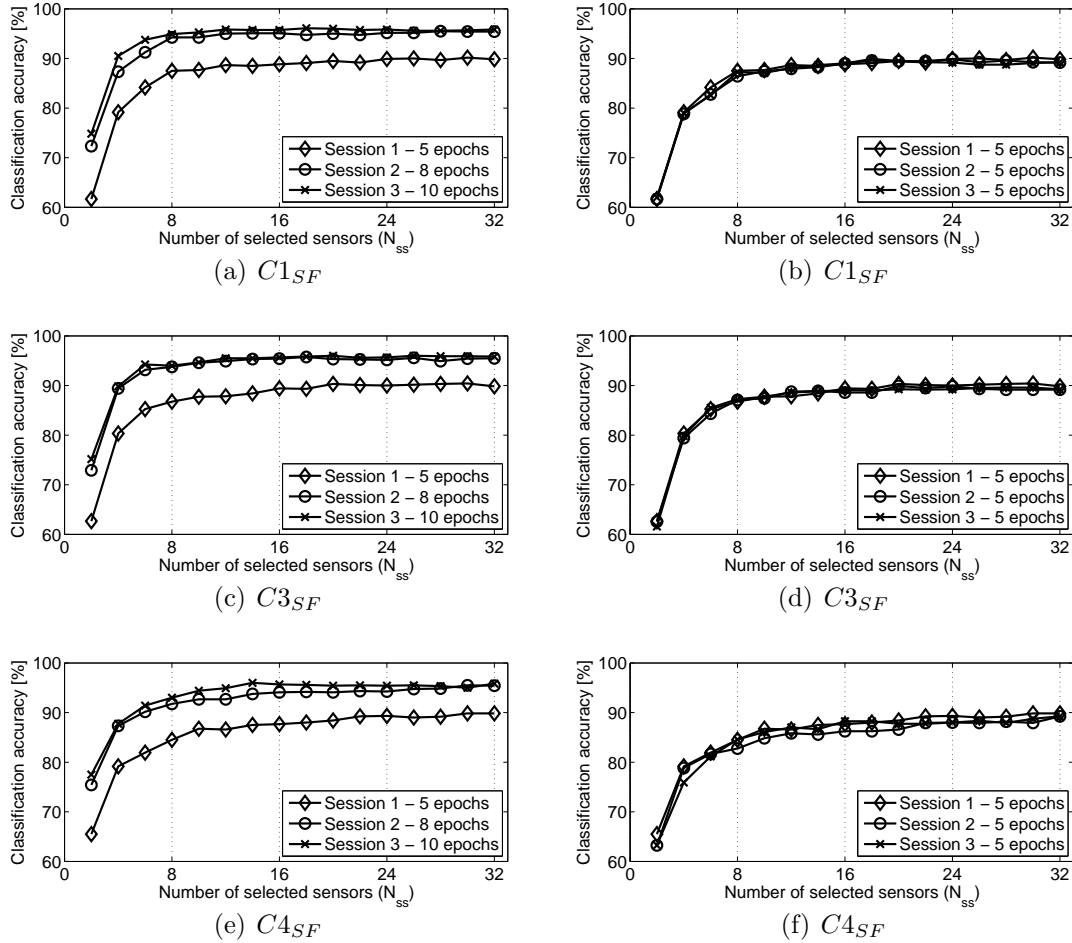 100
90
80
70
60
0
8
16
24
32
Classification accuracy [%]
Number of selected sensors (N_ss)
Session 1 − 5 epochs
Session 2 − 8 epochs
Session 3 − 10 epochs
(a) C1_SF
100
90
80
70
60
0
8
16
24
32
Classification accuracy [%]
Number of selected sensors (N_ss)
Session 1 − 5 epochs
Session 2 − 5 epochs
Session 3 − 5 epochs
(b) C1_SF
100
90
80
70
60
0
8
16
24
32
Classification accuracy [%]
Number of selected sensors (N_ss)
Session 1 − 5 epochs
Session 2 − 8 epochs
Session 3 − 10 epochs
(c) C3_SF
100
90
80
70
60
0
8
16
24
32
Classification accuracy [%]
Number of selected sensors (N_ss)
Session 1 − 5 epochs
Session 2 − 5 epochs
Session 3 − 5 epochs
(d) C3_SF
100
90
80
70
60
0
8
16
24
32
Classification accuracy [%]
Number of selected sensors (N_ss)
Session 1 − 5 epochs
Session 2 − 8 epochs
Session 3 − 10 epochs
(e) C4_SF
100
90
80
70
60
0
8
16
24
32
Classification accuracy [%]
Number of selected sensors (N_ss)
Session 1 − 5 epochs
Session 2 − 5 epochs
Session 3 − 5 epochs
(f) C4_SF